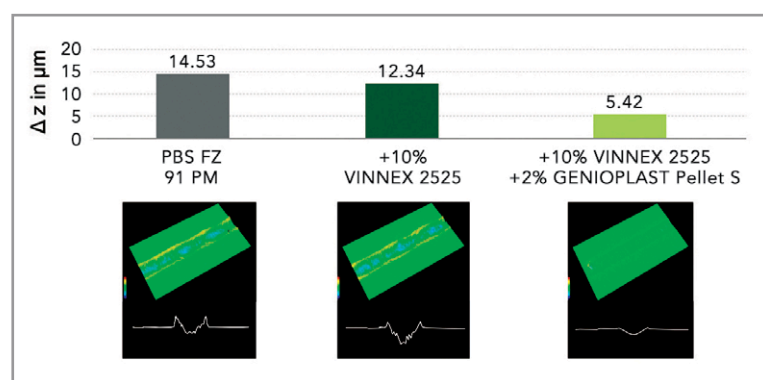 Δ z in µm
20
15
10
5
0
14.53
12.34
5.42
PBS FZ
91 PM
+10%
VINNEX 2525
+10% VINNEX 2525
+2% GENIOPLAST Pellet S